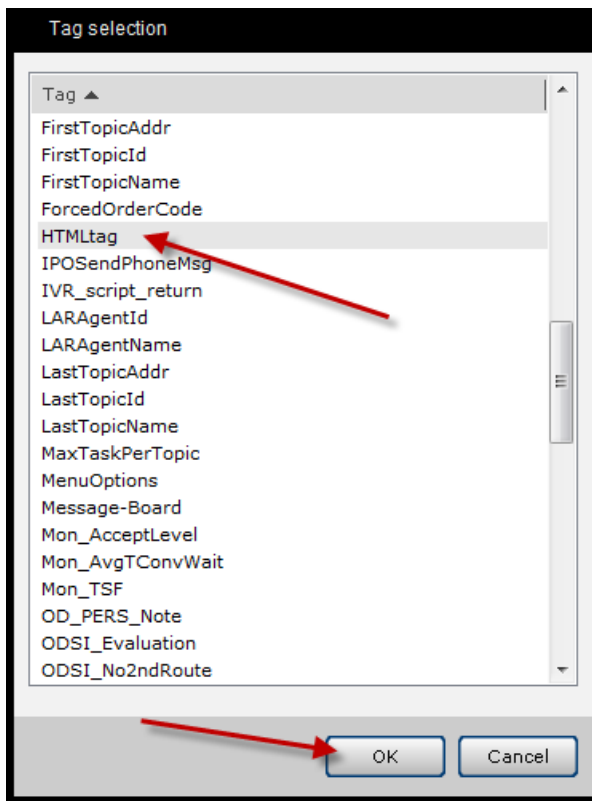 Tag selection
Tag
FirstTopicAddr
FirstTopicId
FirstTopicName
ForcedOrderCode
HTMLtag
IPOSendPhoneMsg
IVR_script_return
LARAgentId
LARAgentName
LastTopicAddr
LastTopicId
LastTopicName
MaxTaskPerTopic
MenuOptions
Message-Board
Mon_AcceptLevel
Mon_AvgTConvWait
Mon_TSF
OD_PERS_Note
ODSI_Evaluation
ODSI_No2ndRoute
OK Cancel